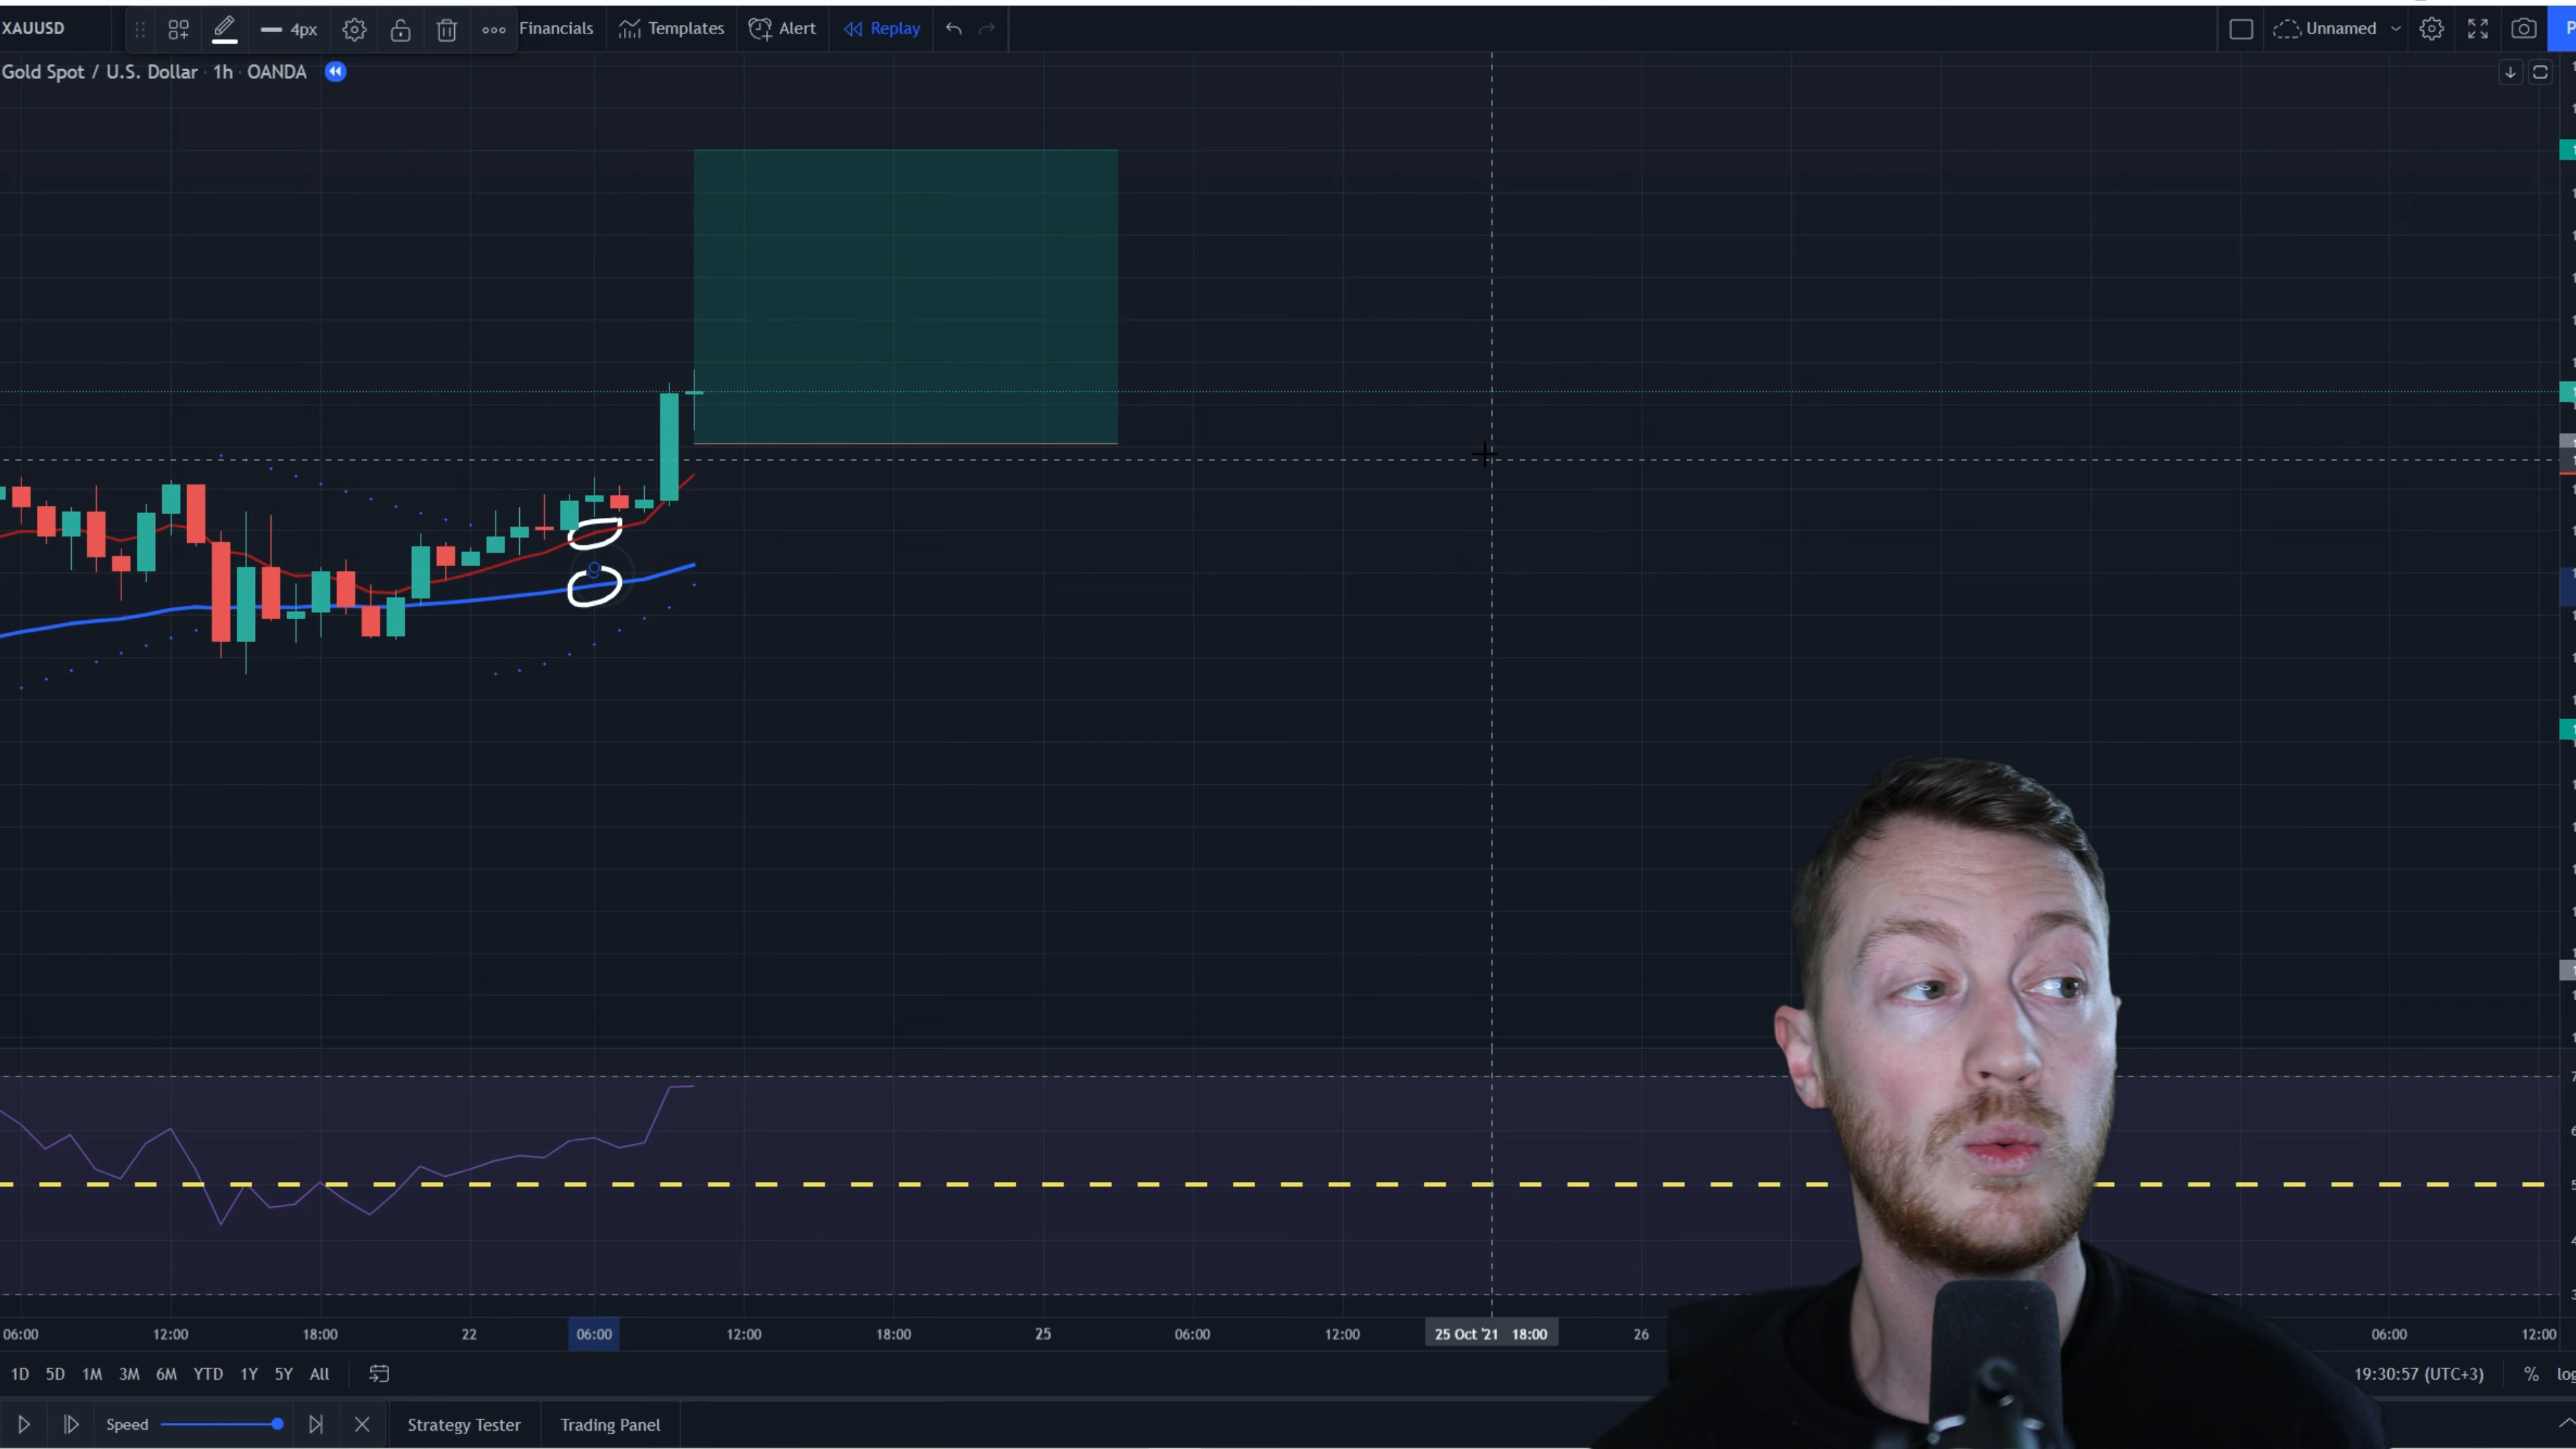 XAUUSD
4px
Financials
Templates
Alert
Replay
Unnamed
Gold Spot / U.S. Dollar · 1h · OANDA
06:00 12:00 18:00 22 06:00 12:00 18:00 25 06:00 12:00 25 Oct '21 18:00 26 06:00 12:00
1D 5D 1M 3M 6M YTD 1Y 5Y All
19:30:57 (UTC+3) %
Speed
Strategy Tester
Trading Panel